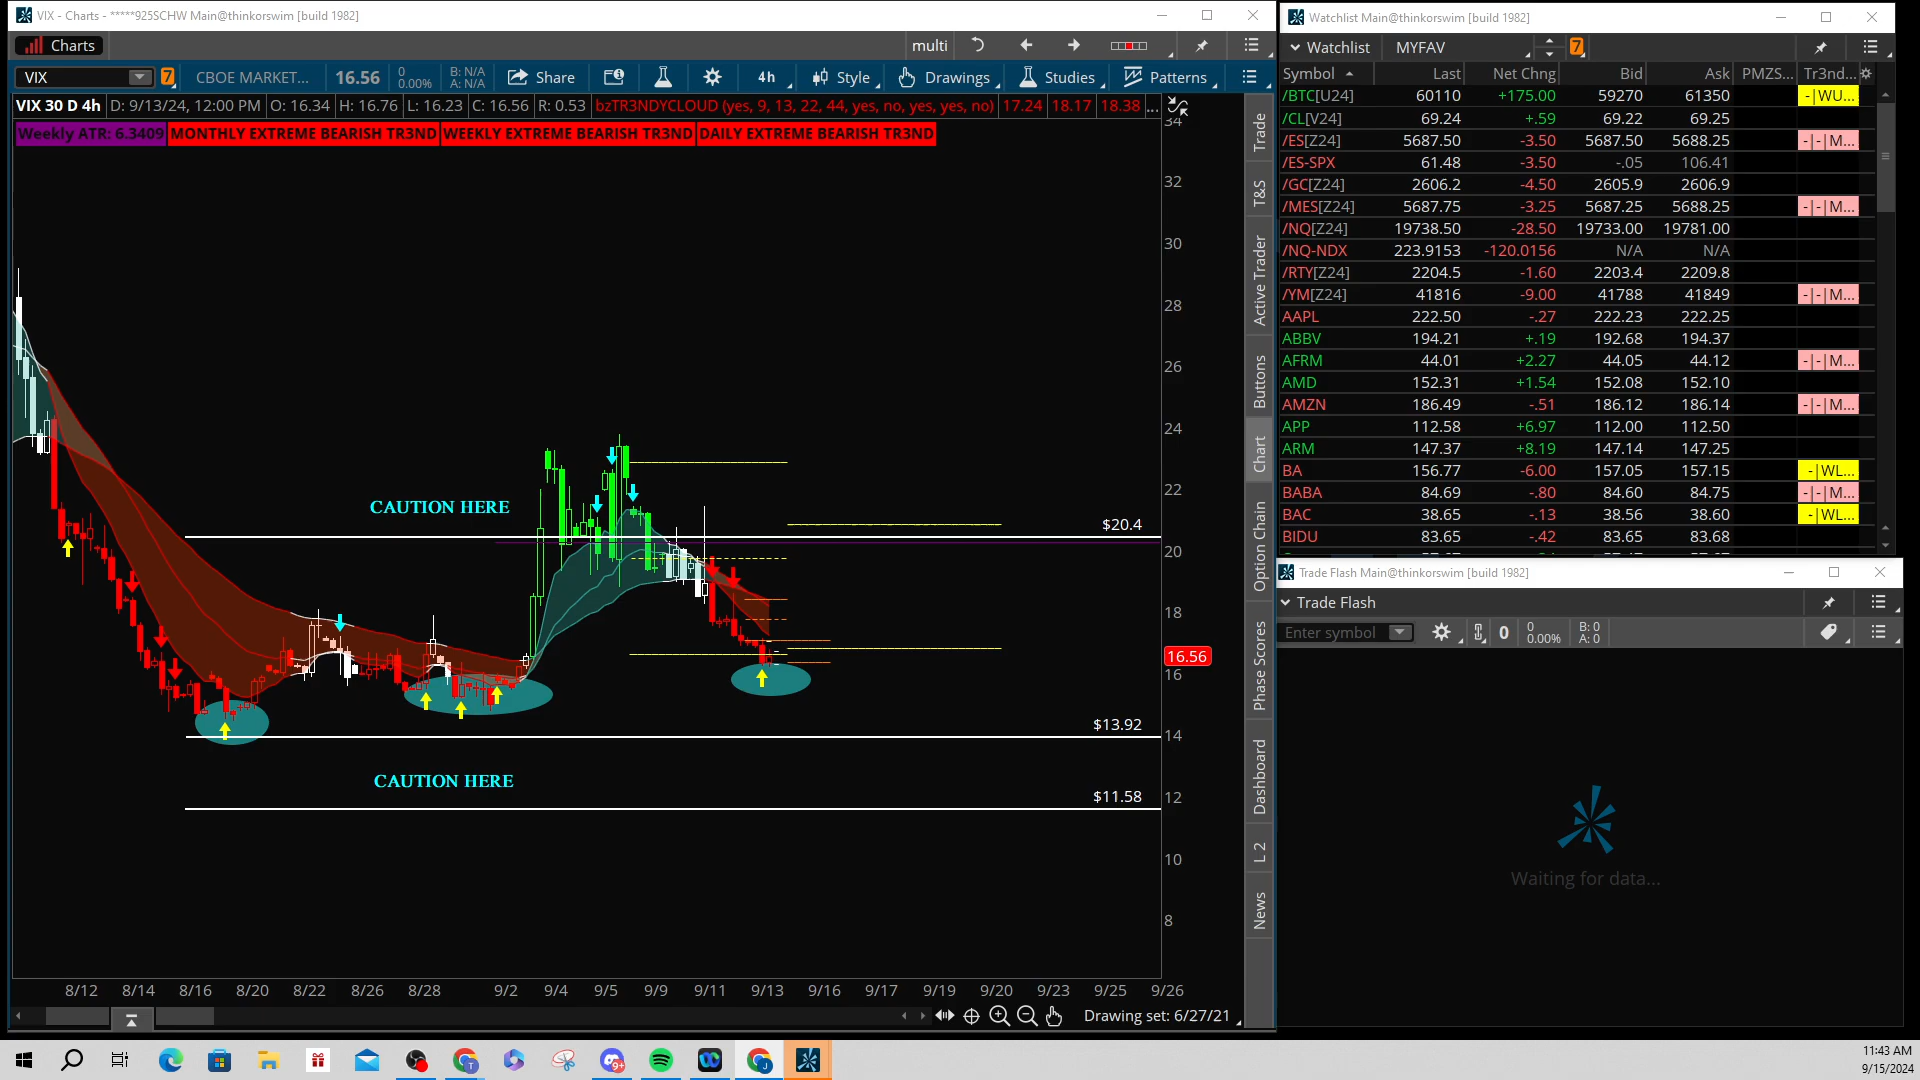 VIX - Charts - *****925SCHW Main@thinkorswim [build 1982]
Charts
multi
VIX
7
CBOE MARKET...
16.56
0
0.00%
B: N/A
A: N/A
Share
4h
Style
Drawings
Studies
Patterns
VIX 30 D 4h D: 9/13/24, 12:00 PM O: 16.34 H: 16.76 L: 16.23 C: 16.56 R: 0.53 bzTR3NDYCLOUD (yes, 9, 13, 22, 44, yes, no, yes, yes, no) 17.24 18.17 18.38 ...
Weekly ATR: 6.3409 MONTHLY EXTREME BEARISH TR3ND WEEKLY EXTREME BEARISH TR3ND DAILY EXTREME BEARISH TR3ND
34
32
30
28
26
24
22
20
18
16.56
16
14
12
10
8
CAUTION HERE
$20.4
$13.92
CAUTION HERE
$11.58
8/12 8/14 8/16 8/20 8/22 8/26 8/28 9/2 9/4 9/5 9/9 9/11 9/13 9/16 9/17 9/19 9/20 9/23 9/25 9/26
Drawing set: 6/27/21
Trade
T&S
Active Trader
Buttons
Chart
Option Chain
Phase Scores
Dashboard
L 2
News
Watchlist Main@thinkorswim [build 1982]
Watchlist MYFAV 7
Symbol Last Net Chng Bid Ask PMZS... Tr3nd...
/BTC[U24] 60110 +175.00 59270 61350 -|WU...
/CL[V24] 69.24 +.59 69.22 69.25
/ES[Z24] 5687.50 -3.50 5687.50 5688.25 -|-|M...
/ES-SPX 61.48 -3.50 -.05 106.41
/GC[Z24] 2606.2 -4.50 2605.9 2606.9
/MES[Z24] 5687.75 -3.25 5687.25 5688.25 -|-|M...
/NQ[Z24] 19738.50 -28.50 19733.00 19781.00
/NQ-NDX 223.9153 -120.0156 N/A N/A
/RTY[Z24] 2204.5 -1.60 2203.4 2209.8
/YM[Z24] 41816 -9.00 41788 41849 -|-|M...
AAPL 222.50 -.27 222.23 222.25
ABBV 194.21 +.19 192.68 194.37
AFRM 44.01 +2.27 44.05 44.12 -|-|M...
AMD 152.31 +1.54 152.08 152.10
AMZN 186.49 -.51 186.12 186.14 -|-|M...
APP 112.58 +6.97 112.00 112.50
ARM 147.37 +8.19 147.14 147.25
BA 156.77 -6.00 157.05 157.15 -|WL...
BABA 84.69 -.80 84.60 84.75 -|-|M...
BAC 38.65 -.13 38.56 38.60 -|WL...
BIDU 83.65 -.42 83.65 83.68
Trade Flash Main@thinkorswim [build 1982]
Trade Flash
Enter symbol
0
0
0.00%
B: 0
A: 0
Waiting for data...
9+
T
J
11:43 AM
9/15/2024